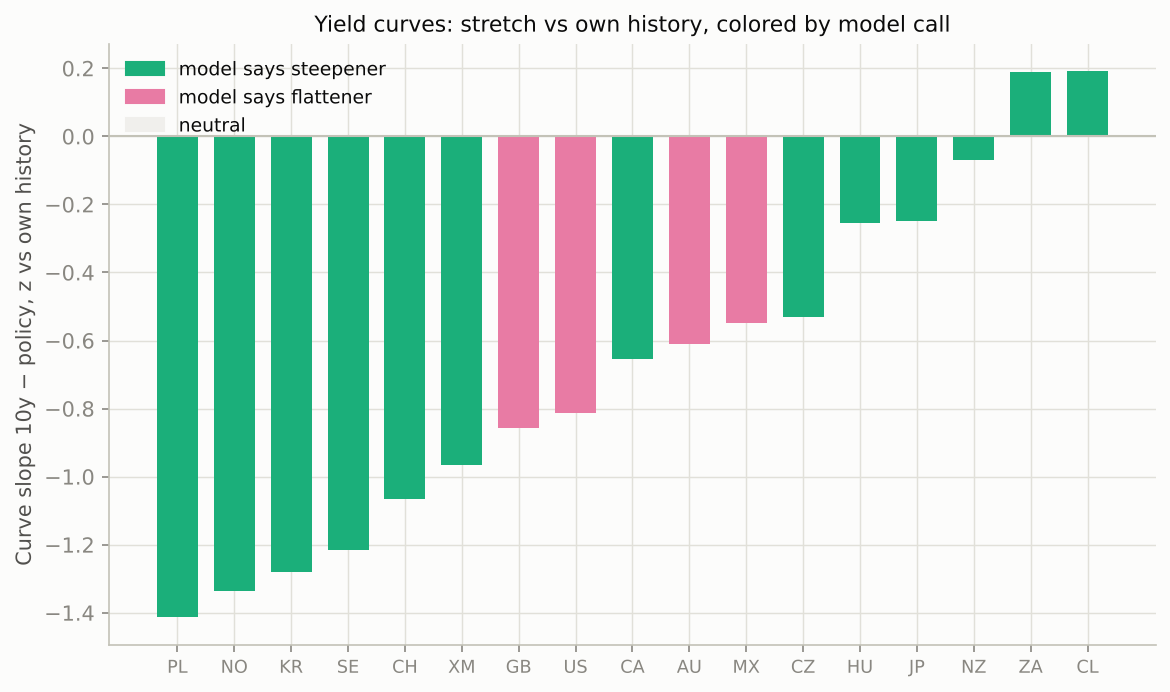 Yield curves: stretch vs own history, colored by model call
model says steepener
model says flattener
neutral
Curve slope 10y − policy, z vs own history
0.2
0.0
−0.2
−0.4
−0.6
−0.8
−1.0
−1.2
−1.4
PL NO KR SE CH XM GB US CA AU MX CZ HU JP NZ ZA CL